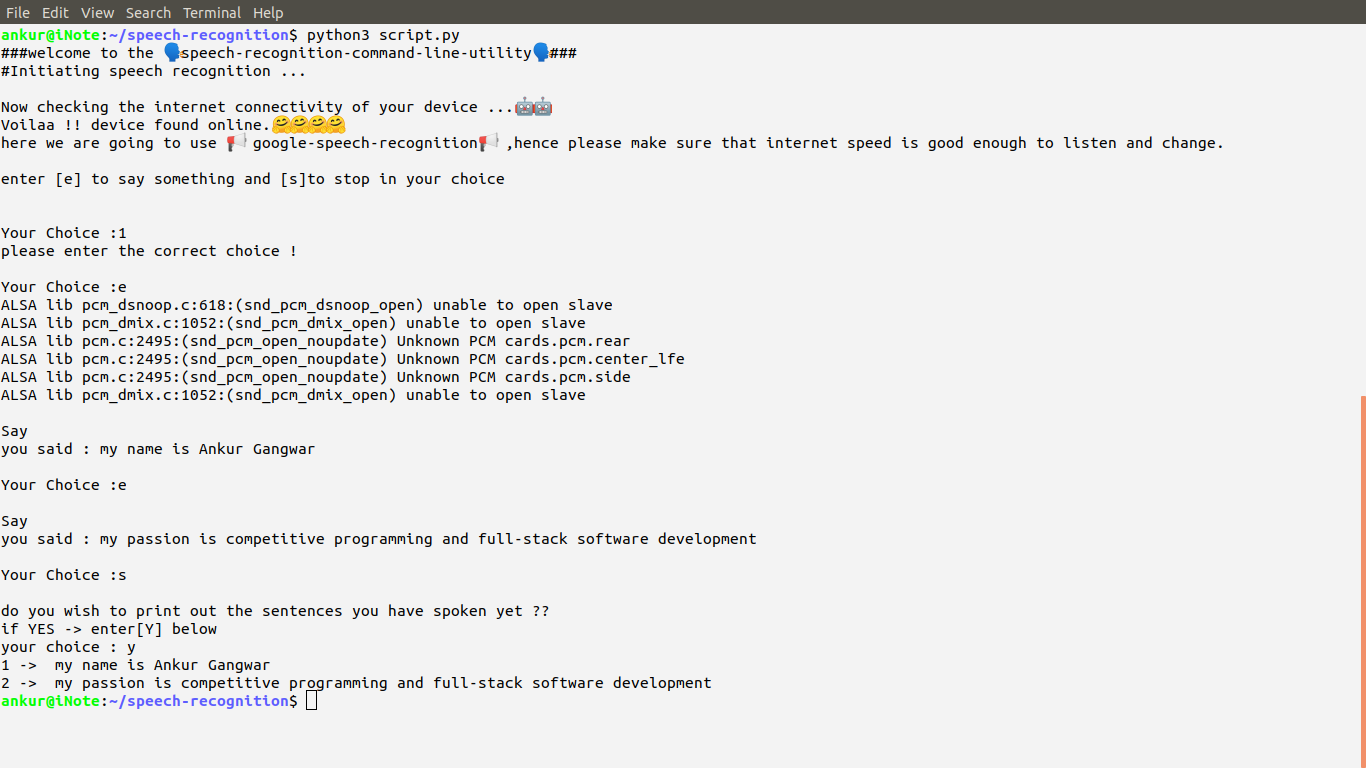 File Edit View Search Terminal Help
ankur@iNote:~/speech-recognition$ python3 script.py
###welcome to the 🗣speech-recognition-command-line-utility🗣###
#Initiating speech recognition ...
Now checking the internet connectivity of your device ...🤖🤖
Voilaa !! device found online.🤗🤗🤗🤗
here we are going to use 📢 google-speech-recognition📢 ,hence please make sure that internet speed is good enough to listen and change.
enter [e] to say something and [s]to stop in your choice
Your Choice :1
please enter the correct choice !
Your Choice :e
ALSA lib pcm_dsnoop.c:618:(snd_pcm_dsnoop_open) unable to open slave
ALSA lib pcm_dmix.c:1052:(snd_pcm_dmix_open) unable to open slave
ALSA lib pcm.c:2495:(snd_pcm_open_noupdate) Unknown PCM cards.pcm.rear
ALSA lib pcm.c:2495:(snd_pcm_open_noupdate) Unknown PCM cards.pcm.center_lfe
ALSA lib pcm.c:2495:(snd_pcm_open_noupdate) Unknown PCM cards.pcm.side
ALSA lib pcm_dmix.c:1052:(snd_pcm_dmix_open) unable to open slave
Say
you said : my name is Ankur Gangwar
Your Choice :e
Say
you said : my passion is competitive programming and full-stack software development
Your Choice :s
do you wish to print out the sentences you have spoken yet ??
if YES -> enter[Y] below
your choice : y
1 ->  my name is Ankur Gangwar
2 ->  my passion is competitive programming and full-stack software development
ankur@iNote:~/speech-recognition$